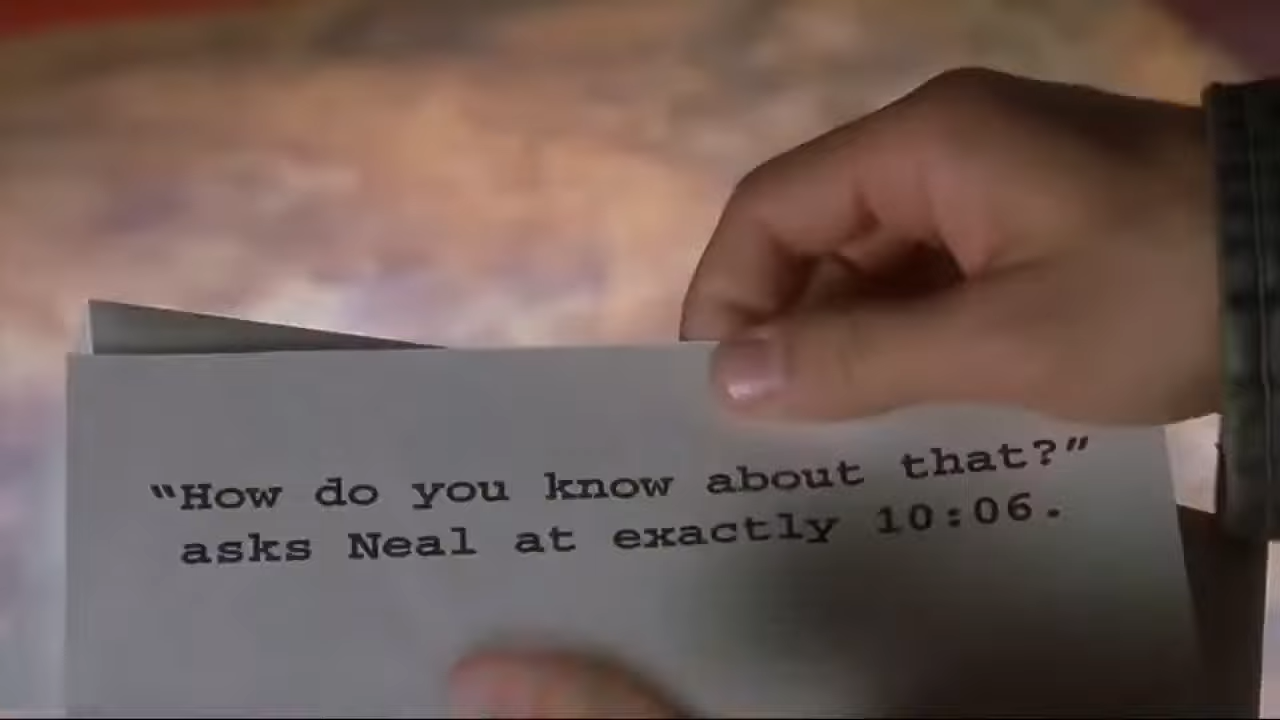 “How do you know about that?”
asks Neal at exactly 10:06.